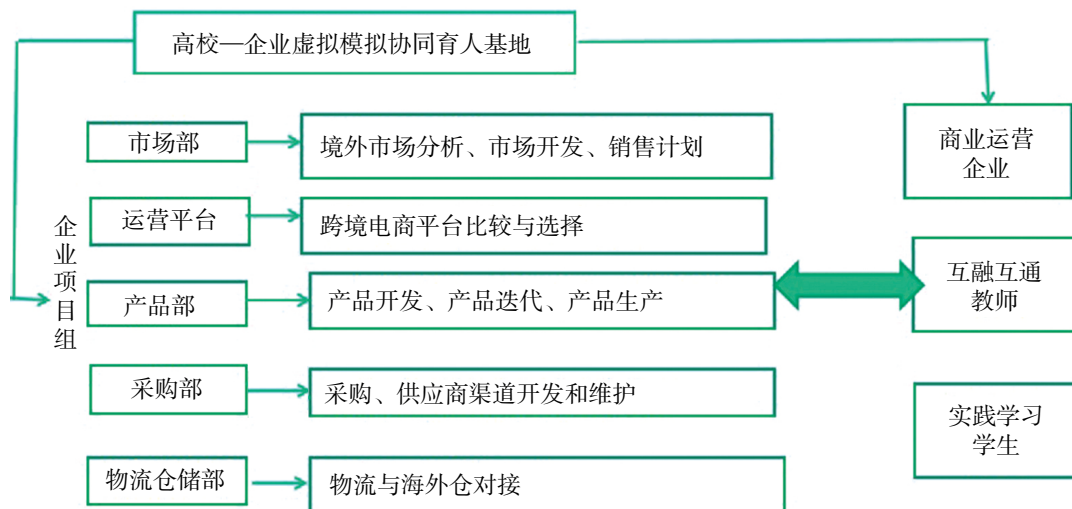 高校—企业虚拟模拟协同育人基地
市场部
境外市场分析、市场开发、销售计划
商业运营
企业
运营平台
跨境电商平台比较与选择
企业项目组
产品部
产品开发、产品迭代、产品生产
互融互通
教师
采购部
采购、供应商渠道开发和维护
实践学习
学生
物流仓储部
物流与海外仓对接